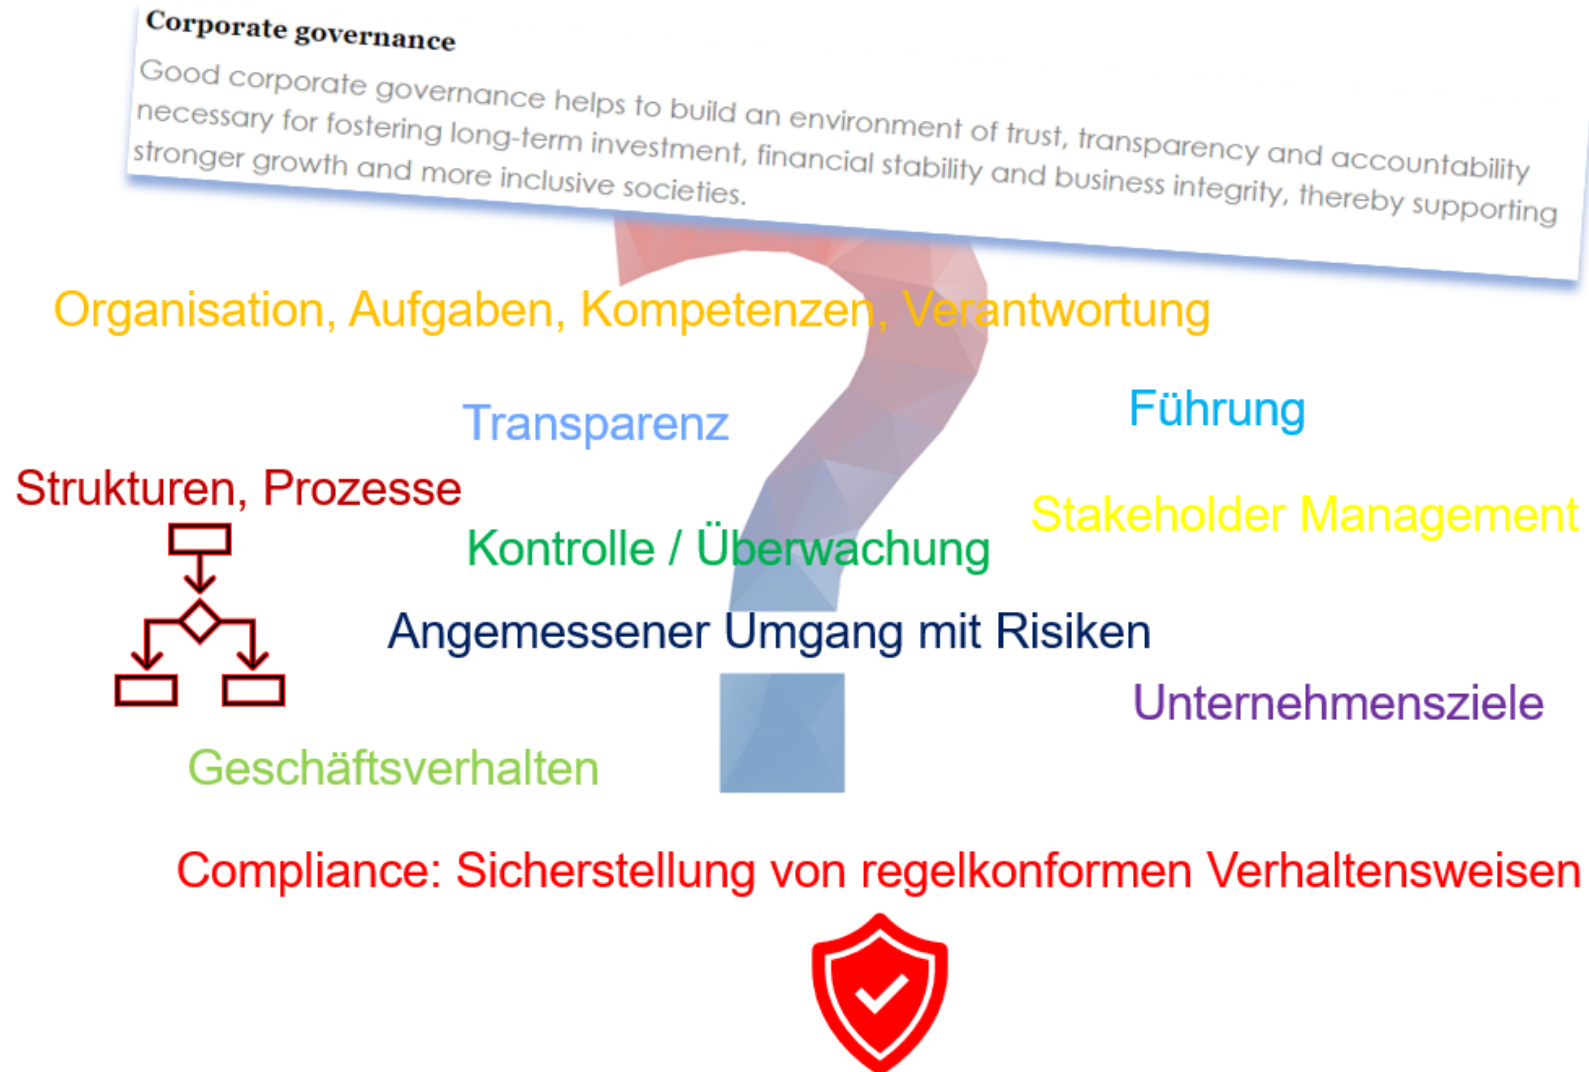 Corporate governance
Good corporate governance helps to build an environment of trust, transparency and accountability
necessary for fostering long-term investment, financial stability and business integrity, thereby supporting
stronger growth and more inclusive societies.
Organisation, Aufgaben, Kompetenzen, Verantwortung
Transparenz
Führung
Strukturen, Prozesse
Stakeholder Management
Kontrolle / Überwachung
Angemessener Umgang mit Risiken
Unternehmensziele
Geschäftsverhalten
Compliance: Sicherstellung von regelkonformen Verhaltensweisen